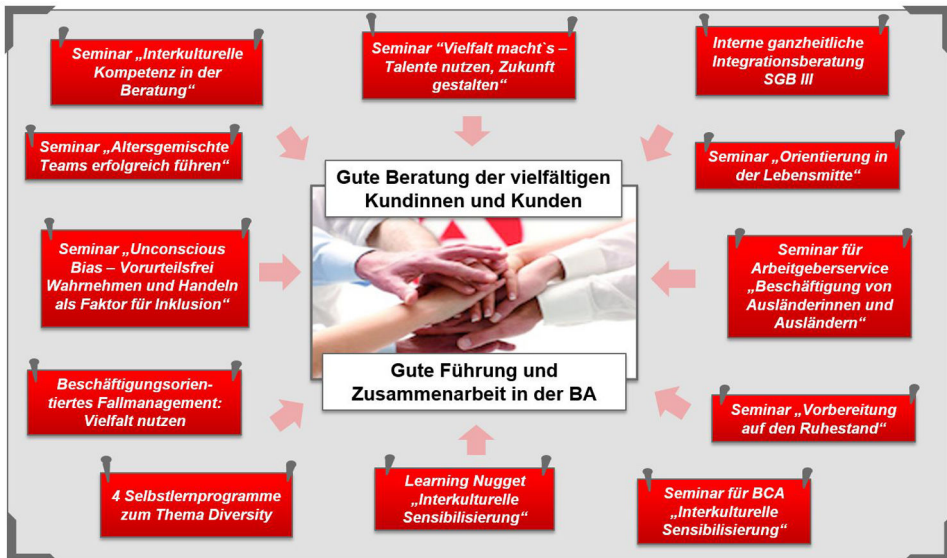 Seminar „Interkulturelle
Kompetenz in der
Beratung“
Seminar “Vielfalt macht`s –
Talente nutzen, Zukunft
gestalten“
Interne ganzheitliche
Integrationsberatung
SGB III
Seminar „Altersgemischte
Teams erfolgreich führen“
Gute Beratung der vielfältigen
Kundinnen und Kunden
Seminar „Orientierung in
der Lebensmitte“
Seminar „Unconscious
Bias – Vorurteilsfrei
Wahrnehmen und Handeln
als Faktor für Inklusion“
Seminar für
Arbeitgeberservice
„Beschäftigung von
Ausländerinnen und
Ausländern“
Gute Führung und
Zusammenarbeit in der BA
Beschäftigungsorien-
tiertes Fallmanagement:
Vielfalt nutzen
Seminar „Vorbereitung
auf den Ruhestand“
4 Selbstlernprogramme
zum Thema Diversity
Learning Nugget
„Interkulturelle
Sensibilisierung“
Seminar für BCA
„Interkulturelle
Sensibilisierung“